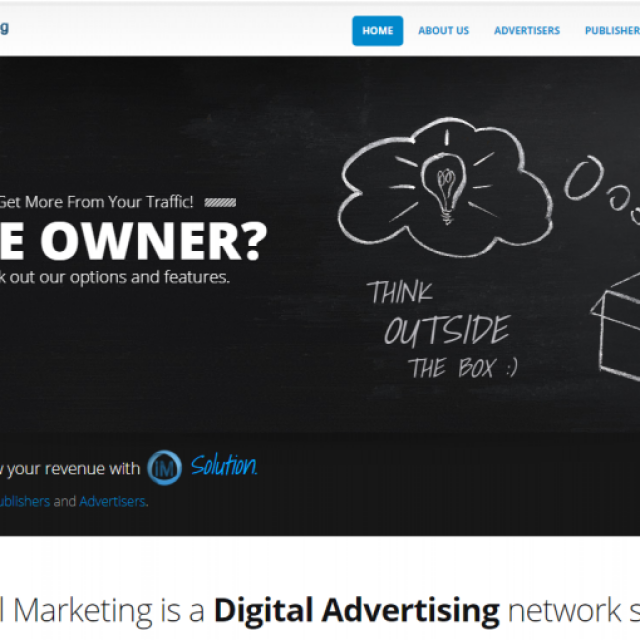 g
HOME ABOUT US ADVERTISERS PUBLISHER
Get More From Your Traffic!
E OWNER?
k out our options and features.
THINK
OUTSIDE
THE BOX :)
w your revenue with IM Solution.
ublishers and Advertisers.
l Marketing is a Digital Advertising network s